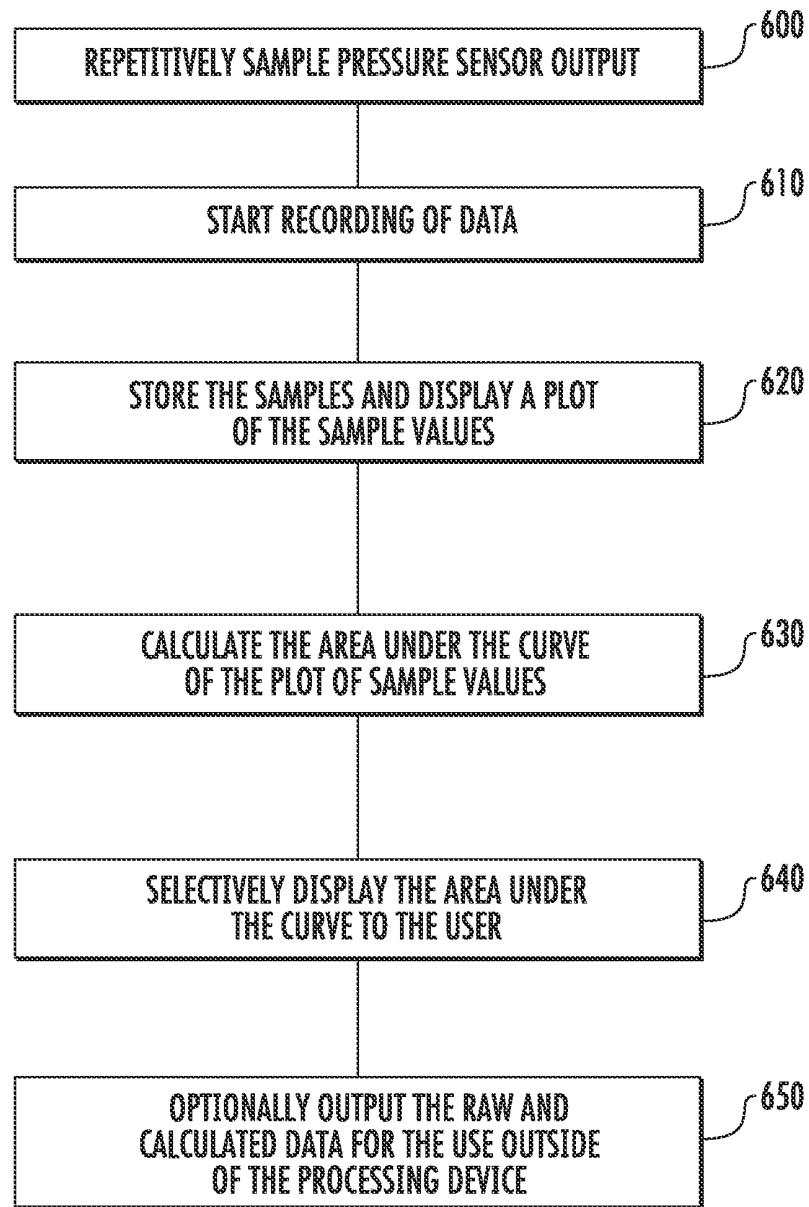 600
REPETITIVELY SAMPLE PRESSURE SENSOR OUTPUT
610
START RECORDING OF DATA
620
STORE THE SAMPLES AND DISPLAY A PLOT
OF THE SAMPLE VALUES
630
CALCULATE THE AREA UNDER THE CURVE
OF THE PLOT OF SAMPLE VALUES
640
SELECTIVELY DISPLAY THE AREA UNDER
THE CURVE TO THE USER
650
OPTIONALLY OUTPUT THE RAW AND
CALCULATED DATA FOR THE USE OUTSIDE
OF THE PROCESSING DEVICE